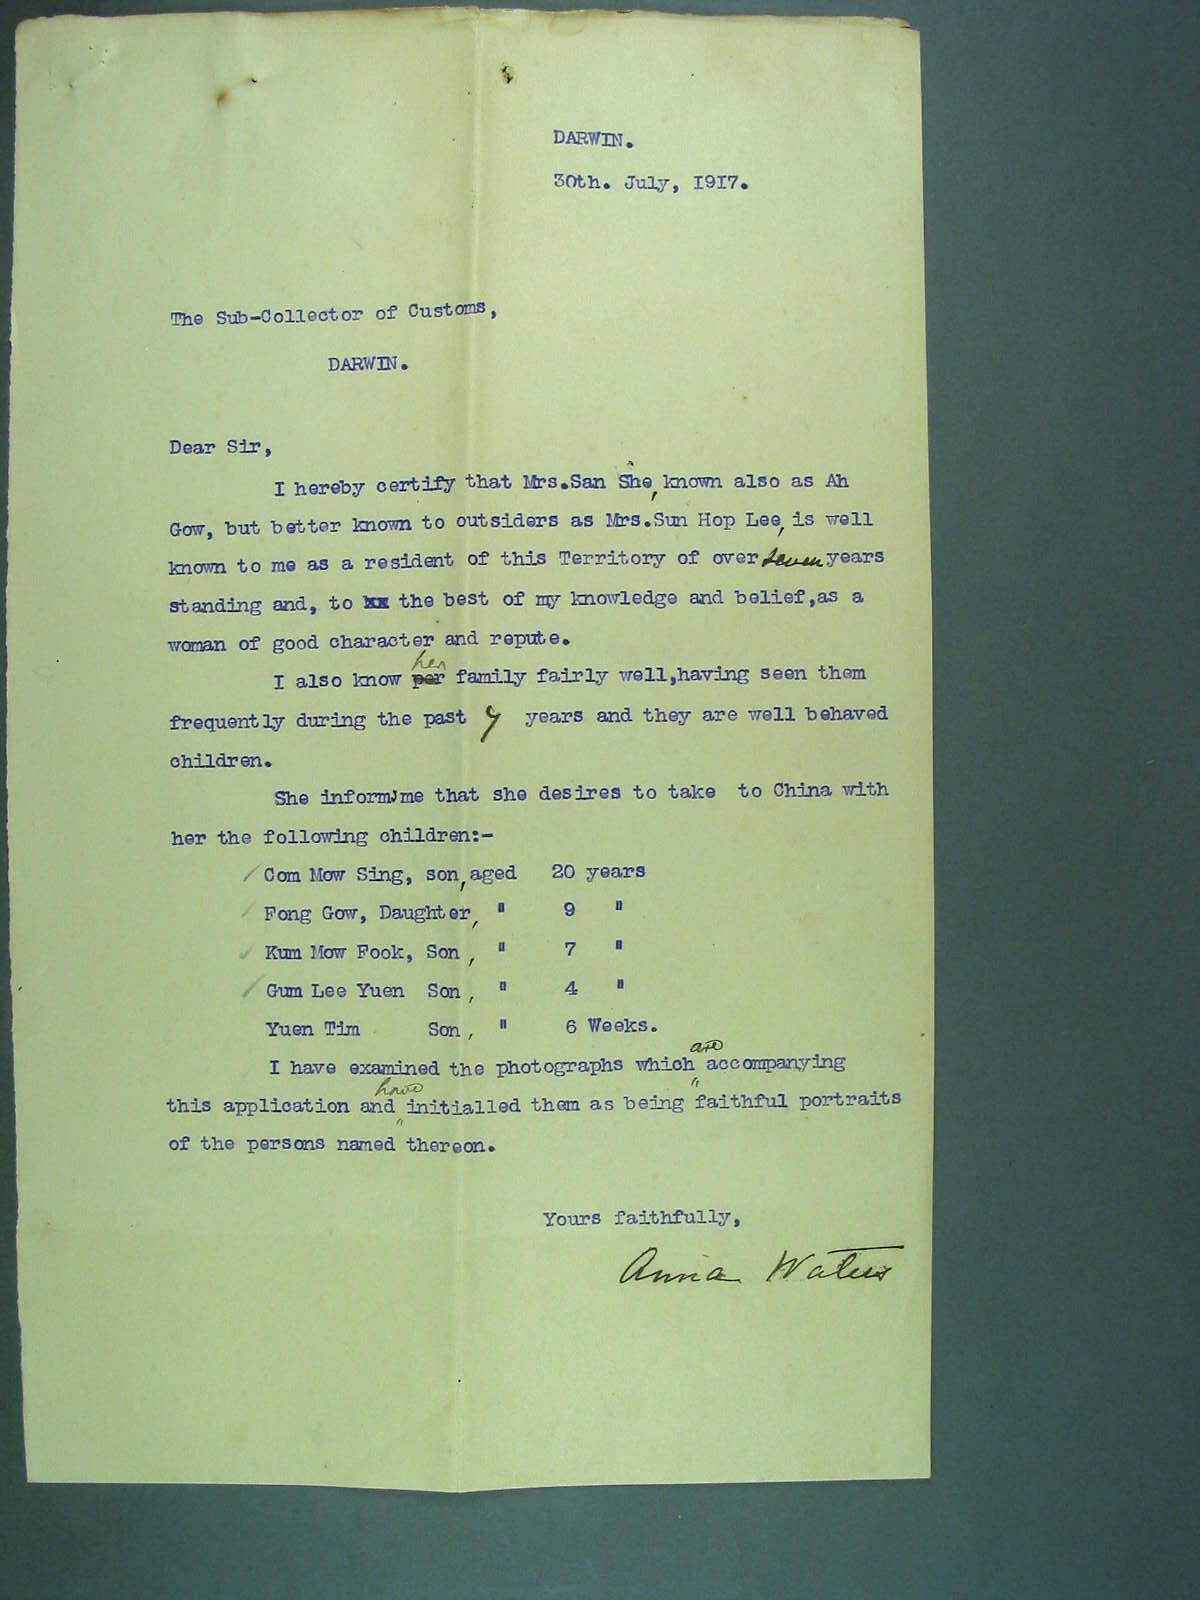 DARWIN.
30th. July, 1917.
The Sub-Collector of Customs,
DARWIN.
Dear Sir,
I hereby certify that Mrs.San She, known also as Ah
Gow, but better known to outsiders as Mrs.Sun Hop Lee, is well
known to me as a resident of this Territory of over seven years
standing and, to xx the best of my knowledge and belief,as a
woman of good character and repute.
I also know per her family fairly well,having seen them
frequently during the past 7 years and they are well behaved
children.
She informs me that she desires to take to China with
her the following children:-
Com Mow Sing, son, aged 20 years
Fong Gow, Daughter, " 9 "
Kum Mow Fook, Son, " 7 "
Gum Lee Yuen Son, " 4 "
Yuen Tim Son, " 6 Weeks.
I have examined the photographs which are accompanying
this application and have initialled them as being faithful portraits
of the persons named thereon.
Yours faithfully,
Anna Waters